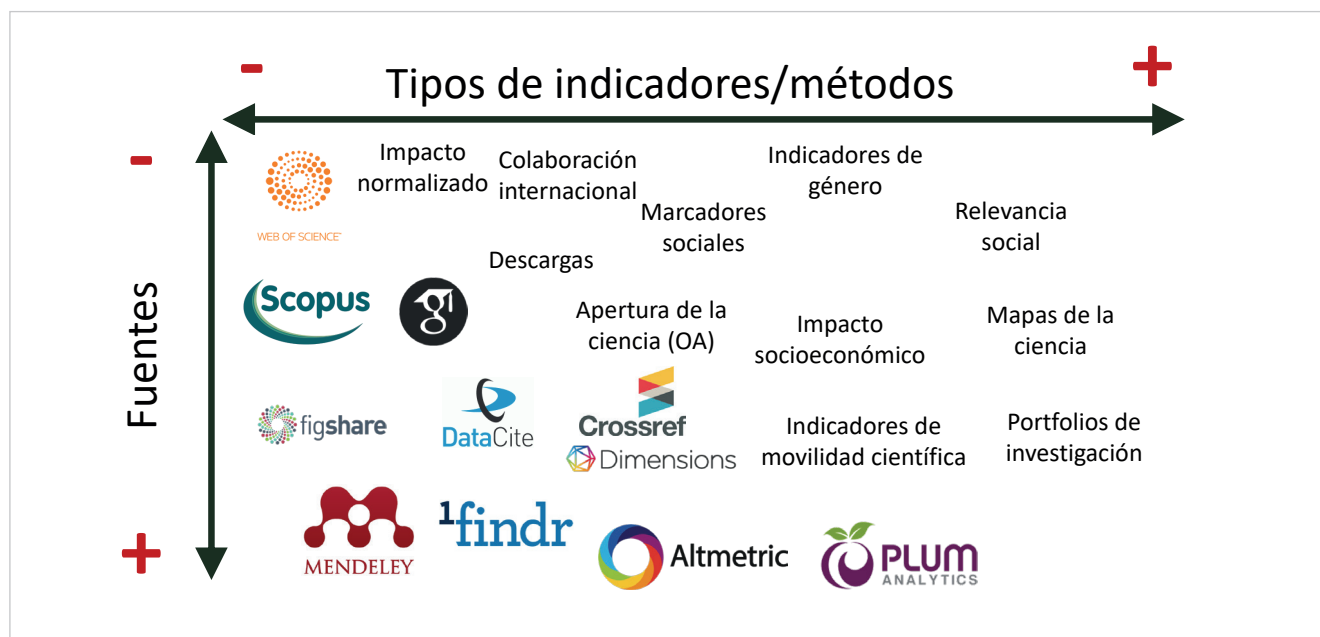 -
+
Tipos de indicadores/métodos
-
Impacto
normalizado
Colaboración
internacional
Indicadores de
género
Marcadores
sociales
Relevancia
social
WEB OF SCIENCE™
Descargas
Fuentes
Scopus
g
Apertura de la
ciencia (OA)
Impacto
socioeconómico
Mapas de la
ciencia
figshare
DataCite
Crossref
Dimensions
Indicadores de
movilidad científica
Portfolios de
investigación
+
MENDELEY
1findr
Altmetric
PLUM
ANALYTICS